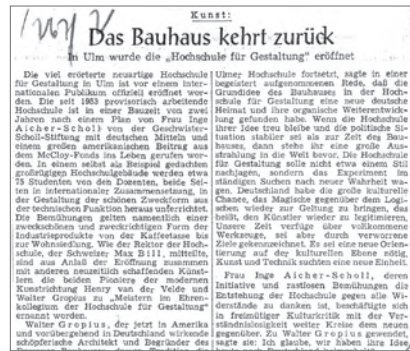 Kunst:
Das Bauhaus kehrt zurück
In Ulm wurde die „Hochschule für Gestaltung“ eröffnet
Die viel erörterte neuartige Hochschule
für Gestaltung in Ulm ist vor einem inter-
nationalen Publikum offiziell eröffnet wor-
den. Die seit 1953 provisorisch arbeitende
Hochschule ist in einer Bauzeit von zwei
Jahren nach einem Plan von Frau Inge
Aicher-Scholl von der Geschwister-
Scholl-Stiftung mit deutschen Mitteln und
einem großen amerikanischen Beitrag aus
dem McCloy-Fonds ins Leben gerufen wor-
den. In einem selbst als Beispiel gedachten
großzügigen Hochschulgebäude werden etwa
75 Studenten von den Dozenten, beide Sei-
ten in internationaler Zusammensetzung, in
der Gestaltung der schönen Zweckform aus
der technischen Funktion heraus unterrichtet.
Die Bemühungen gelten namentlich einer
zweckschönen und zweckrichtigen Form der
Industrieprodukte von der Kaffeetasse bis
zur Wohnsiedlung. Wie der Rektor der Hoch-
schule, der Schweizer Max Bill, mitteilte,
sind aus Anlaß der Eröffnung zusammen
mit anderen neuzeitlich schaffenden Künst-
lern die beiden Pioniere der modernen
Kunstrichtung Henry van der Velde und
Walter Gropius zu „Meistern im Ehren-
kollegium der Hochschule für Gestaltung“
ernannt worden.
Walter Gropius, der jetzt in Amerika
und vorübergehend in Deutschland wirkende
schöpferische Architekt und Begründer der
Ulmer Hochschule fortsetzt, sagte in einer
begeistert aufgenommenen Rede, daß die
Grundidee des Bauhauses in der Hochschule
für Gestaltung eine neue deutsche
Heimat und ihre organische Weiterentwick-
lung gefunden habe. Wenn die Hochschule
ihrer Idee treu bleibe und die politische Si-
tuation stabiler sei als zur Zeit des Bau-
hauses, dann stehe ihr eine große Aus-
strahlung in die Welt bevor. Die Hochschule
für Gestaltung solle nicht etwa einem Stil
nachjagen, sondern das Experiment im
ständigen Suchen nach neuer Wahrheit wa-
gen. Deutschland habe die große kulturelle
Chance, das Magische gegenüber dem Logi-
schen wieder zur Geltung zu bringen, das
heißt, den Künstler wieder zu legitimieren.
Unsere Zeit verfüge über vollkommene
Werkzeuge, sei aber durch verworrene
Ziele gekennzeichnet. Es sei eine neue Orien-
tierung auf der kulturellen Ebene nötig.
Kunst und Technik suchten eine neue Einheit.
Frau Inge Aicher-Scholl, deren
Initiative und rastlosen Bemühungen die
Entstehung der Hochschule gegen alle Wi-
derstände zu danken ist, beschäftigte sich
in freimütiger Kulturkritik mit der Ver-
ständnislosigkeit weiter Kreise dem neuen
gegenüber. Zu Walter Gropius gewendet,
sagte sie: Ich glaube, wir haben Ihre Idee